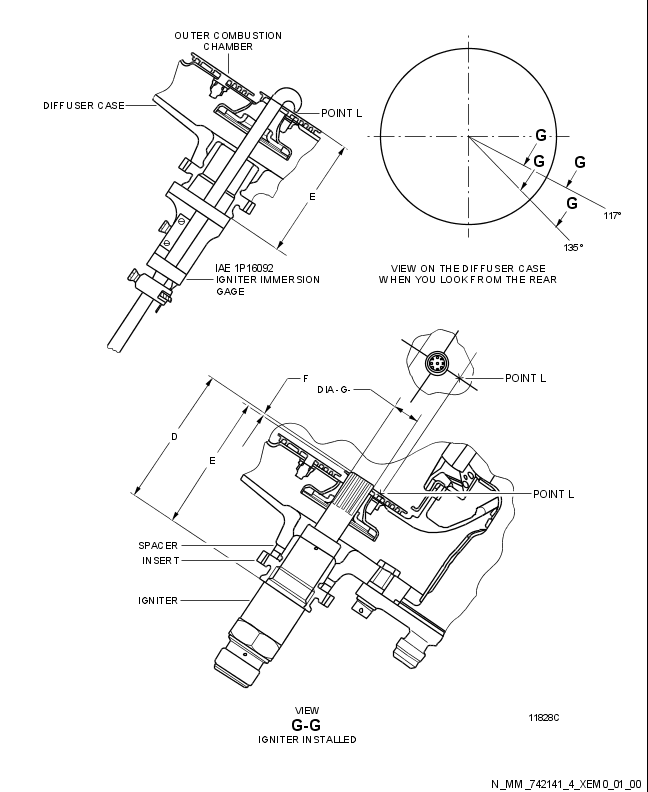 OUTER COMBUSTION
CHAMBER
DIFFUSER CASE
POINT L
E
IAE 1P16092
IGNITER IMMERSION
GAGE
G
G
G
G
117°
135°
VIEW ON THE DIFFUSER CASE
WHEN YOU LOOK FROM THE REAR
F
DIA-G-
POINT L
D
E
POINT L
SPACER
INSERT
IGNITER
VIEW
G-G
IGNITER INSTALLED
11828C
N_MM_742141_4_XEM0_01_00